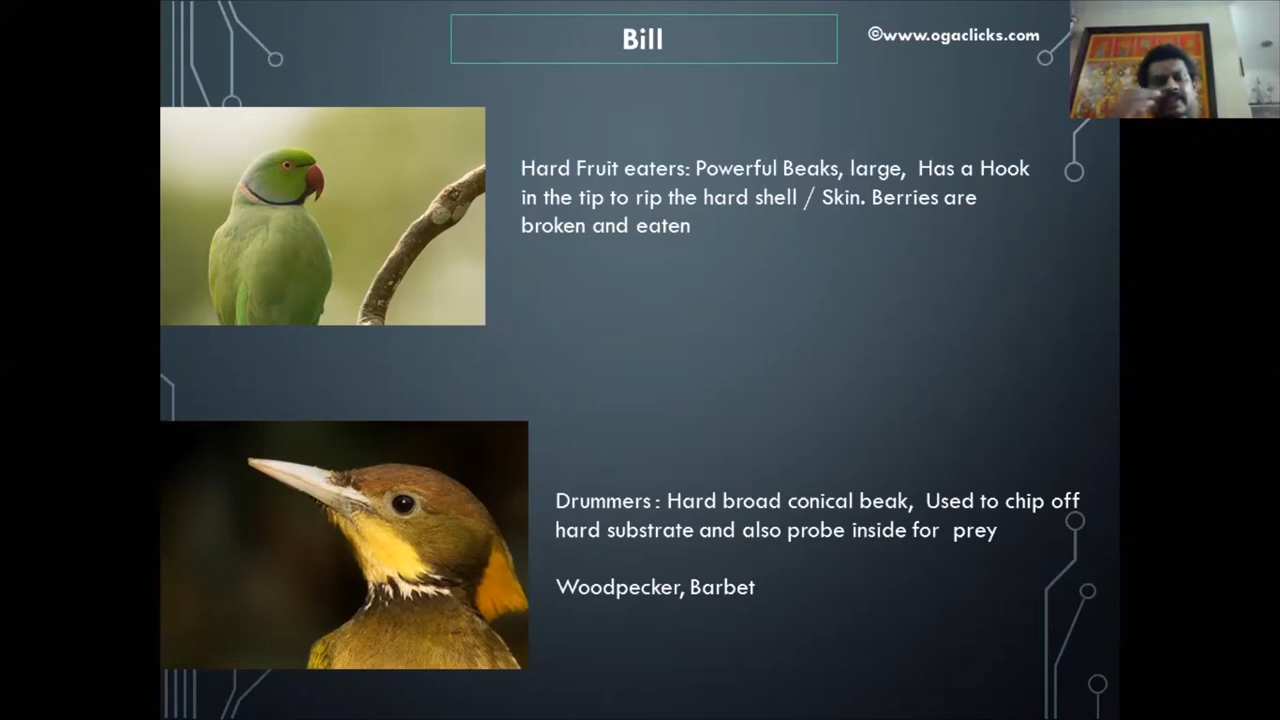 Bill
©www.ogaclicks.com
Hard Fruit eaters: Powerful Beaks, large, Has a Hook
in the tip to rip the hard shell / Skin. Berries are
broken and eaten
Drummers : Hard broad conical beak, Used to chip off
hard substrate and also probe inside for prey
Woodpecker, Barbet